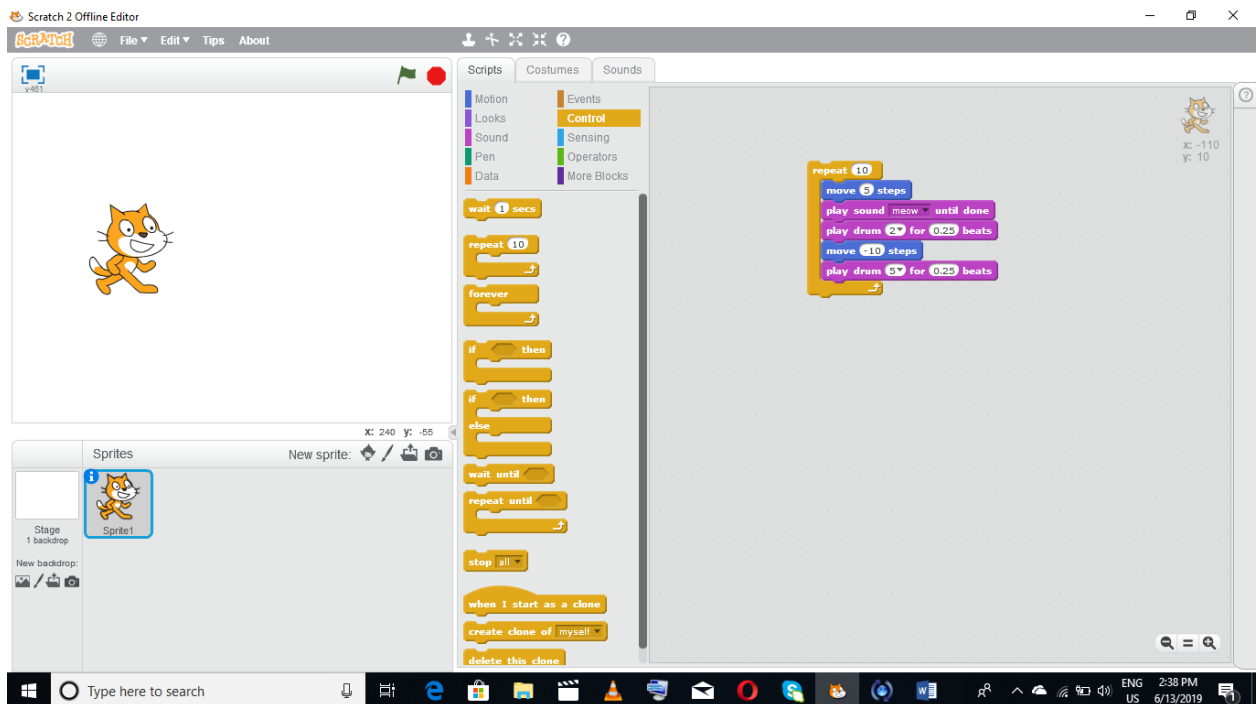 Scratch 2 Offline Editor
SCRATCH File Edit Tips About
v461
Scripts Costumes Sounds
Motion Events
Looks Control
Sound Sensing
Pen Operators
Data More Blocks
wait 1 secs
repeat 10
forever
if then
if then
else
wait until
repeat until
stop all
when I start as a clone
create clone of myself
delete this clone
x: -110
y: 10
repeat 10
move 5 steps
play sound meow until done
play drum 2 for 0.25 beats
move -10 steps
play drum 5 for 0.25 beats
x: 240 y: -55
Sprites New sprite:
Stage
1 backdrop
New backdrop:
Sprite1
Type here to search
ENG
US
2:38 PM
6/13/2019
1